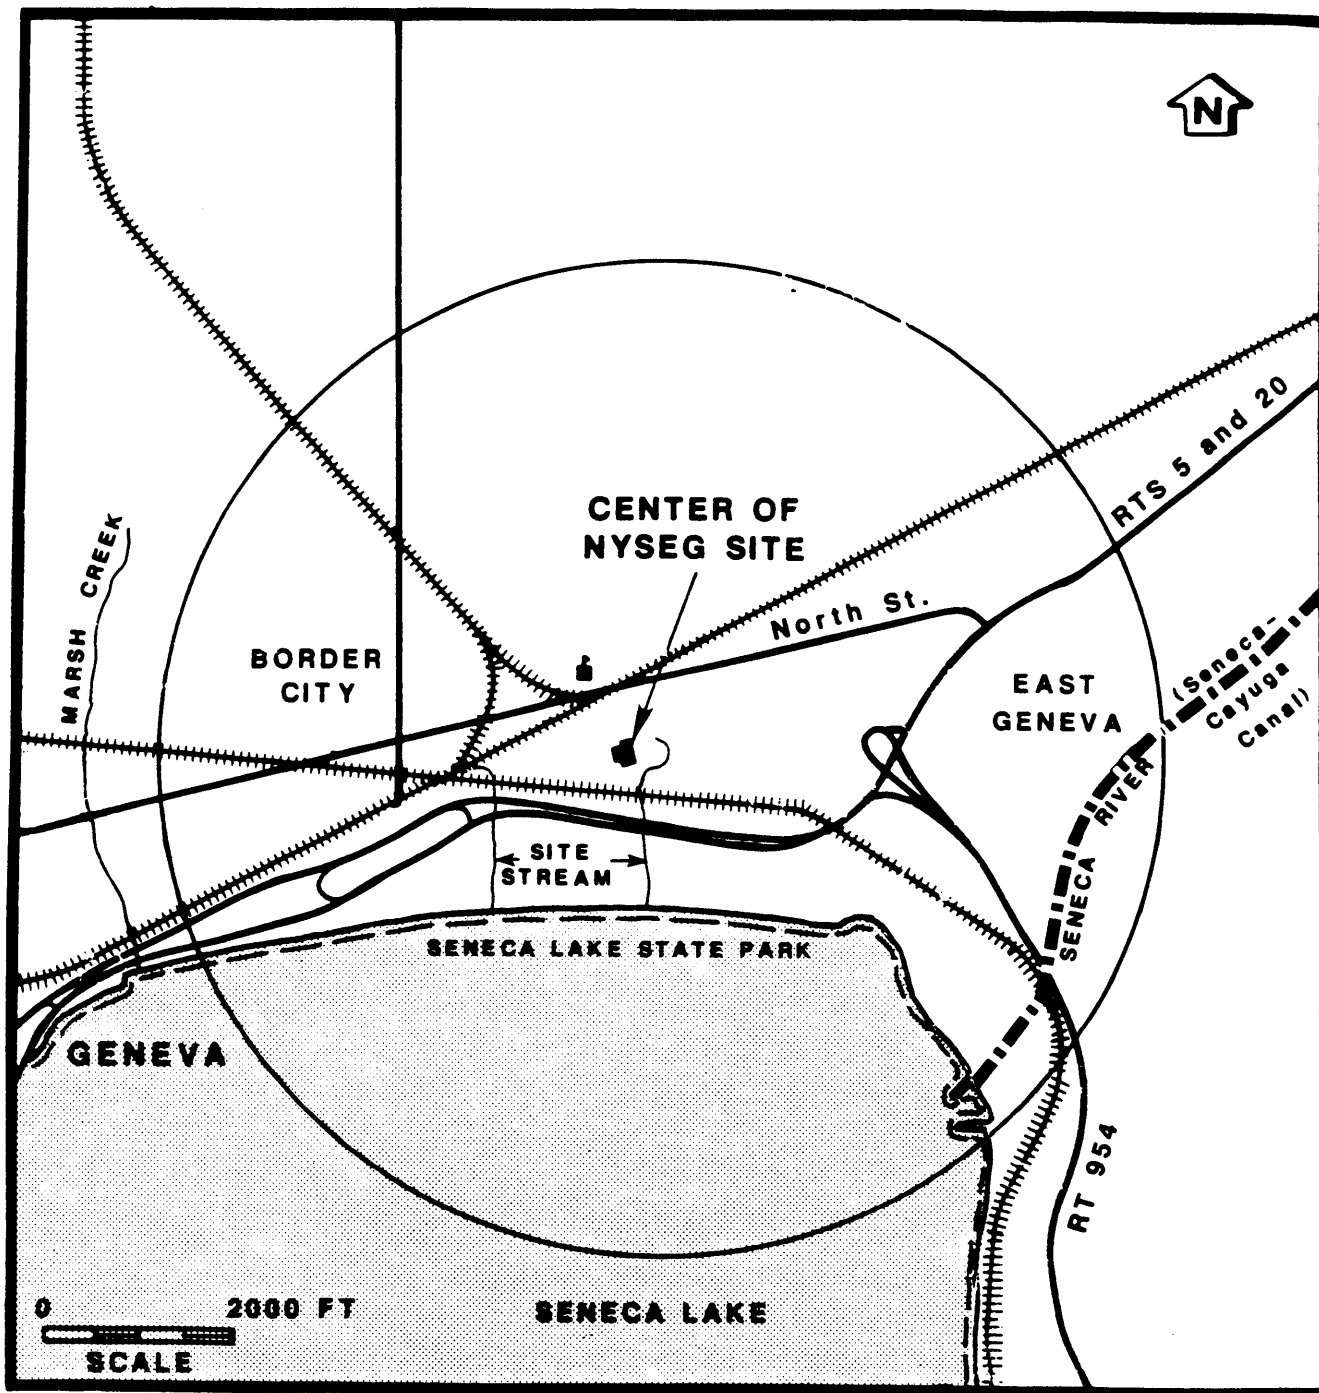 N
RTS 5 and 20
CENTER OF
NYSEG SITE
MARSH CREEK
North St.
BORDER
CITY
EAST
GENEVA
(Seneca-
Cayuga
Canal)
SENECA RIVER
SITE
STREAM
SENECA LAKE STATE PARK
GENEVA
RT 954
0 2000 FT
SCALE
SENECA LAKE